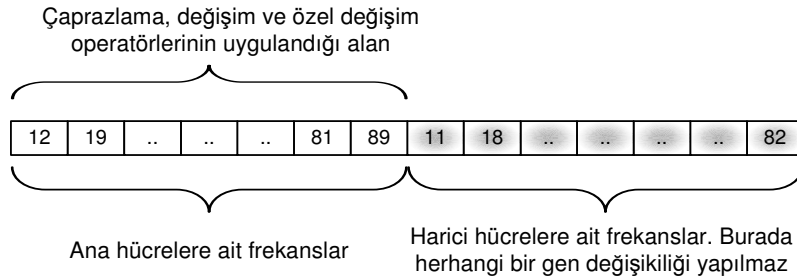 Çaprazlama, değişim ve özel değişim
operatörlerinin uygulandığı alan
12 19 .. .. .. 81 89 11 18 .. .. .. .. 82
Ana hücrelere ait frekanslar
Harici hücrelere ait frekanslar. Burada
herhangi bir gen değişikiliği yapılmaz